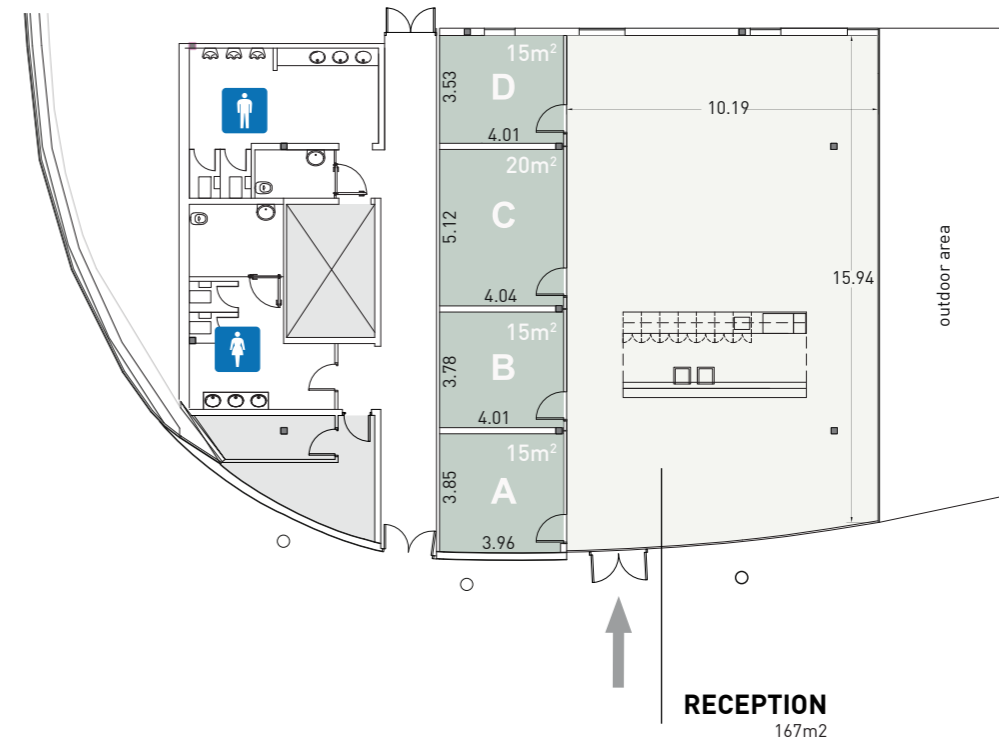 15m²
D
3.53
4.01
10.19
20m²
C
5.12
4.04
15.94
outdoor area
15m²
B
3.78
4.01
15m²
A
3.85
3.96
RECEPTION
167m2